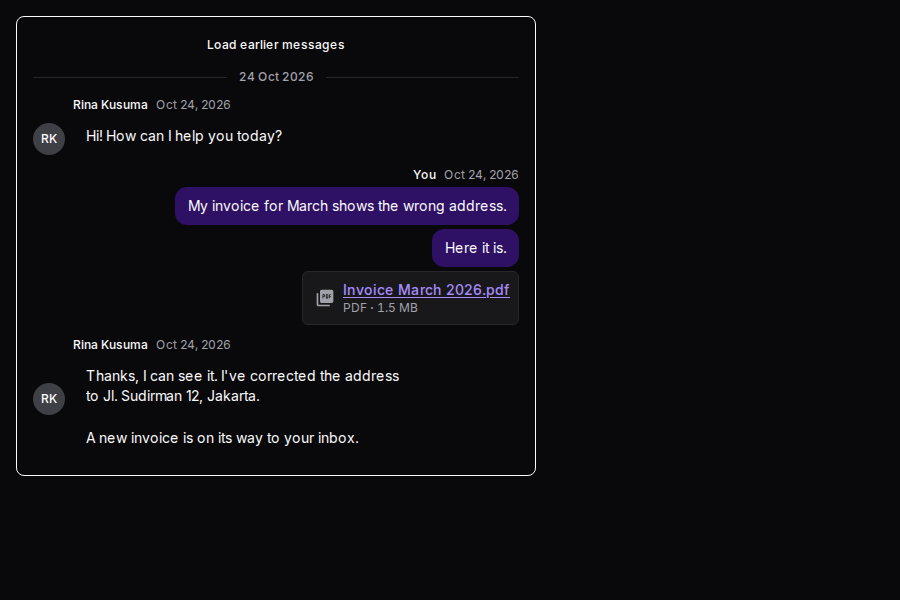 Load earlier messages
24 Oct 2026
Rina Kusuma Oct 24, 2026
RK
Hi! How can I help you today?
You Oct 24, 2026
My invoice for March shows the wrong address.
Here it is.
PDF
Invoice March 2026.pdf
PDF · 1.5 MB
Rina Kusuma Oct 24, 2026
RK
Thanks, I can see it. I've corrected the address
to Jl. Sudirman 12, Jakarta.
A new invoice is on its way to your inbox.